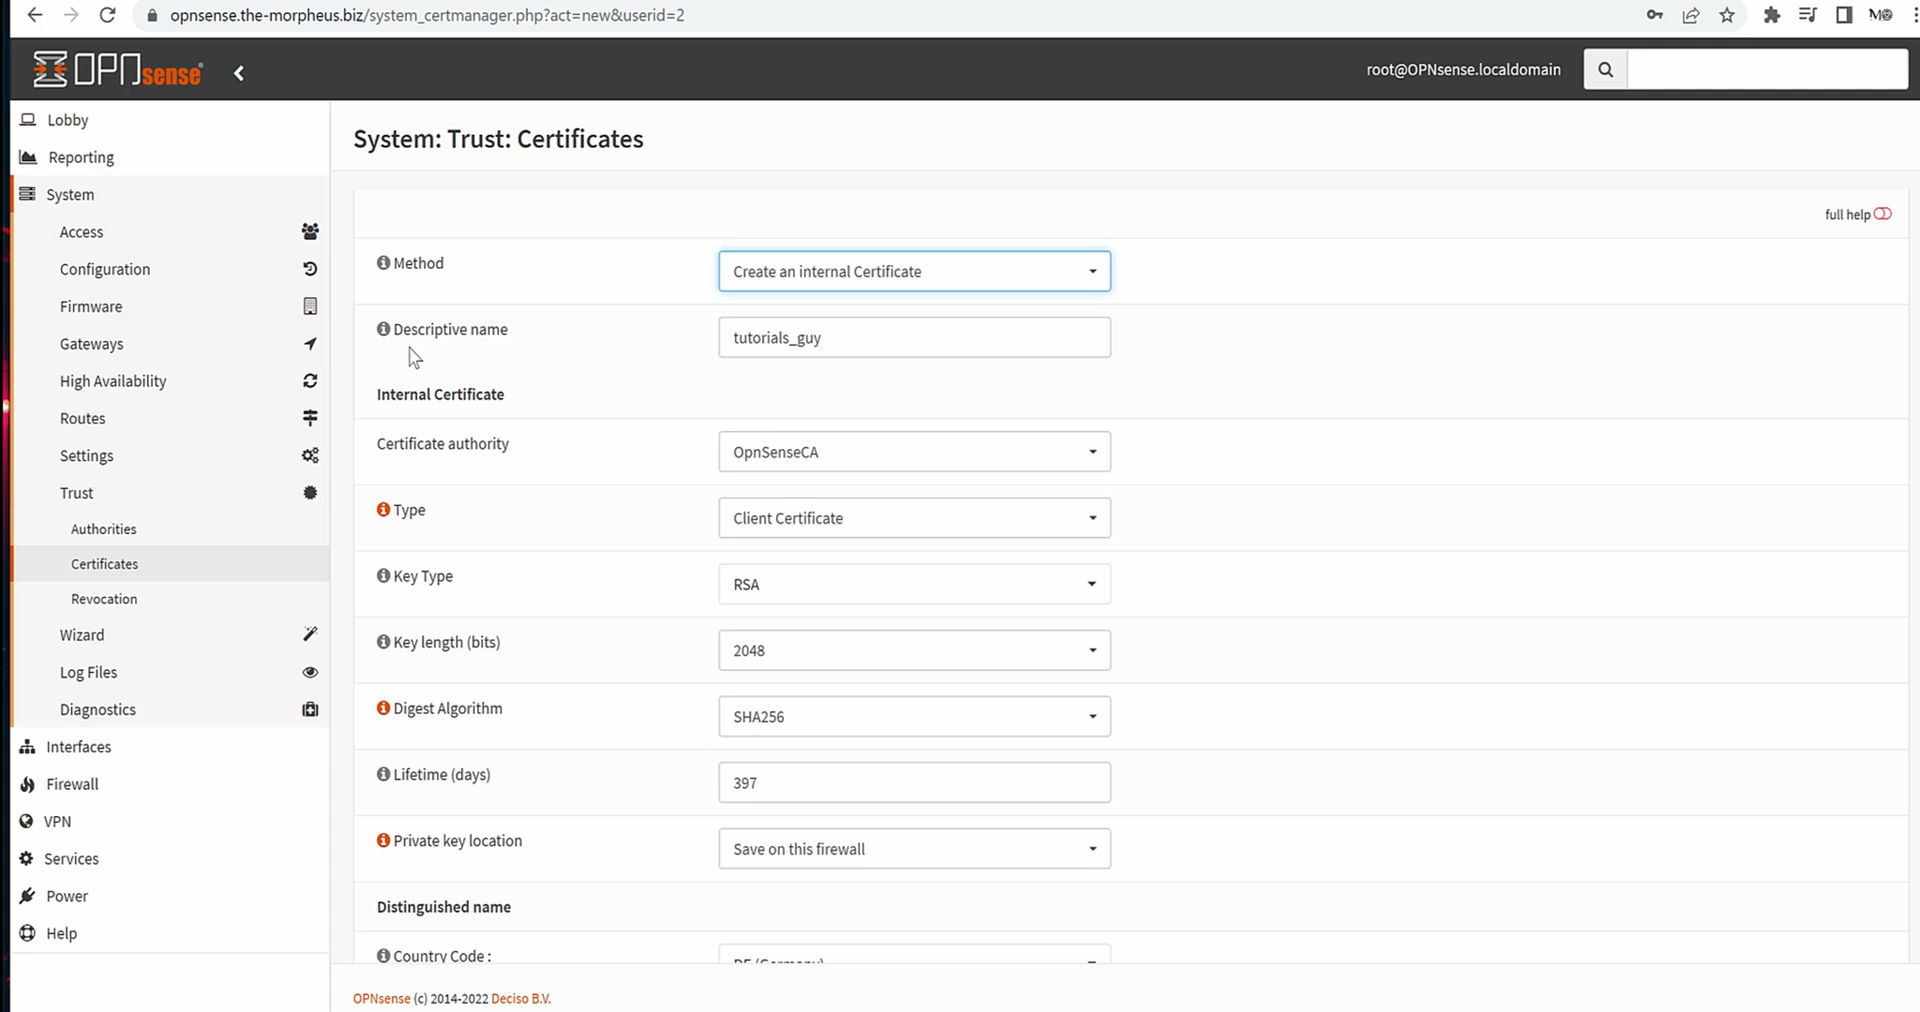 opnsense.the-morpheus.biz/system_certmanager.php?act=new&userid=2
OPNsense
root@OPNsense.localdomain
Lobby
Reporting
System
Access
Configuration
Firmware
Gateways
High Availability
Routes
Settings
Trust
Authorities
Certificates
Revocation
Wizard
Log Files
Diagnostics
Interfaces
Firewall
VPN
Services
Power
Help
System: Trust: Certificates
full help
Method
Create an internal Certificate
Descriptive name
tutorials_guy
Internal Certificate
Certificate authority
OpnSenseCA
Type
Client Certificate
Key Type
RSA
Key length (bits)
2048
Digest Algorithm
SHA256
Lifetime (days)
397
Private key location
Save on this firewall
Distinguished name
Country Code :
DE (Germany)
OPNsense (c) 2014-2022 Deciso B.V.